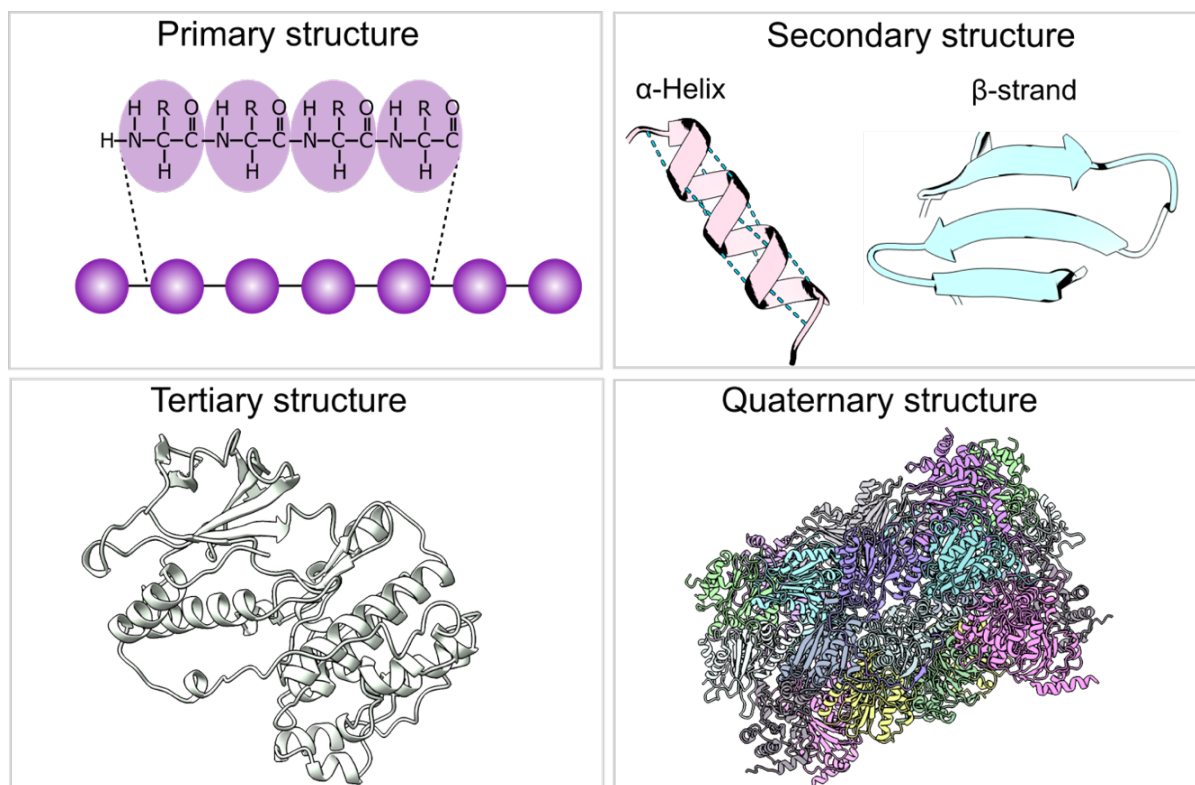 Primary structure
H R O H R O H R O H R O
H-N-C-C-N-C-C-N-C-C-N-C-C
H H H H
Secondary structure
α-Helix
β-strand
Tertiary structure
Quaternary structure